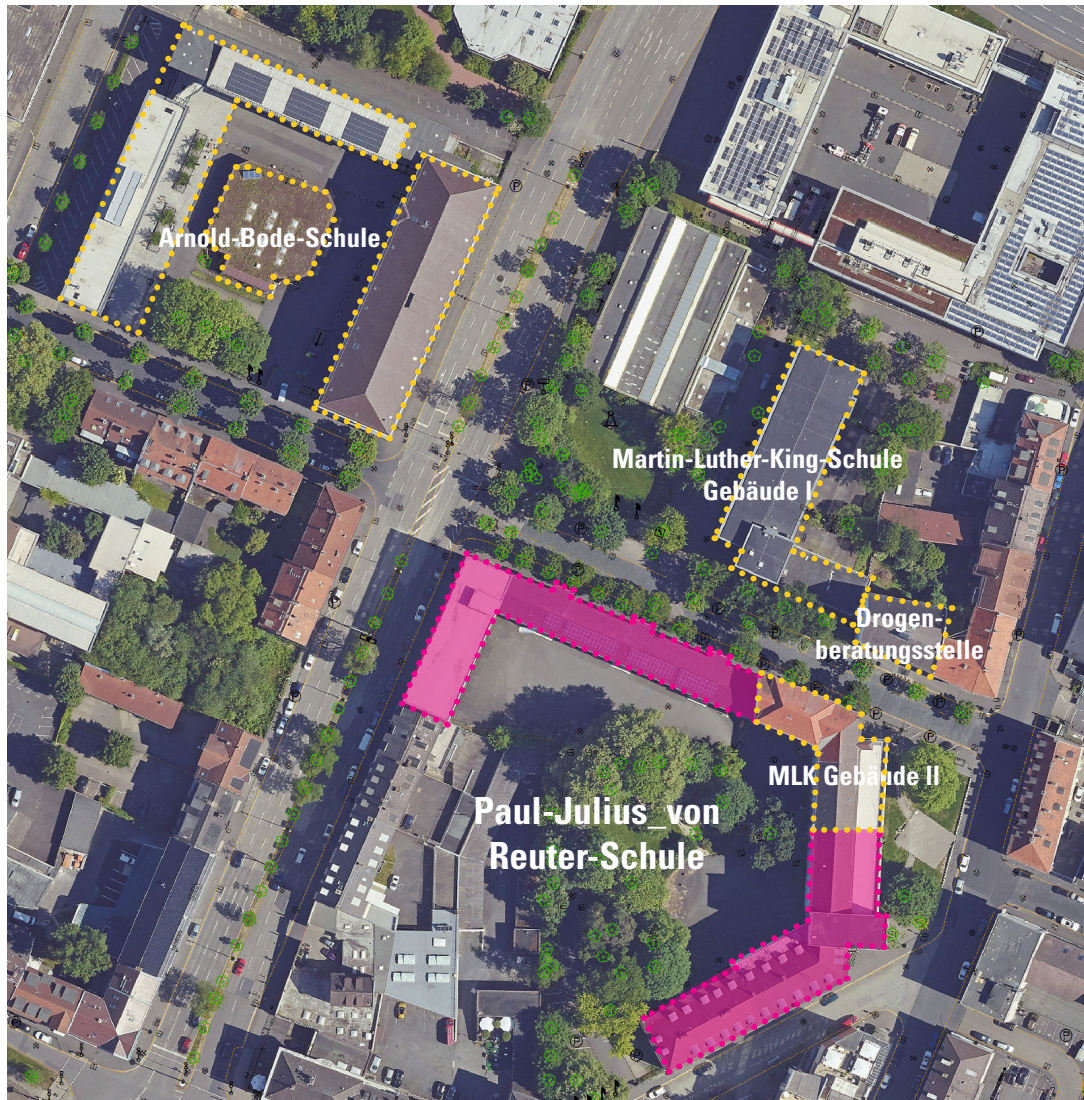 Arnold-Bode-Schule
Martin-Luther-King-Schule
Gebäude I
Drogen-
beratungsstelle
MLK Gebäude II
Paul-Julius_von
Reuter-Schule